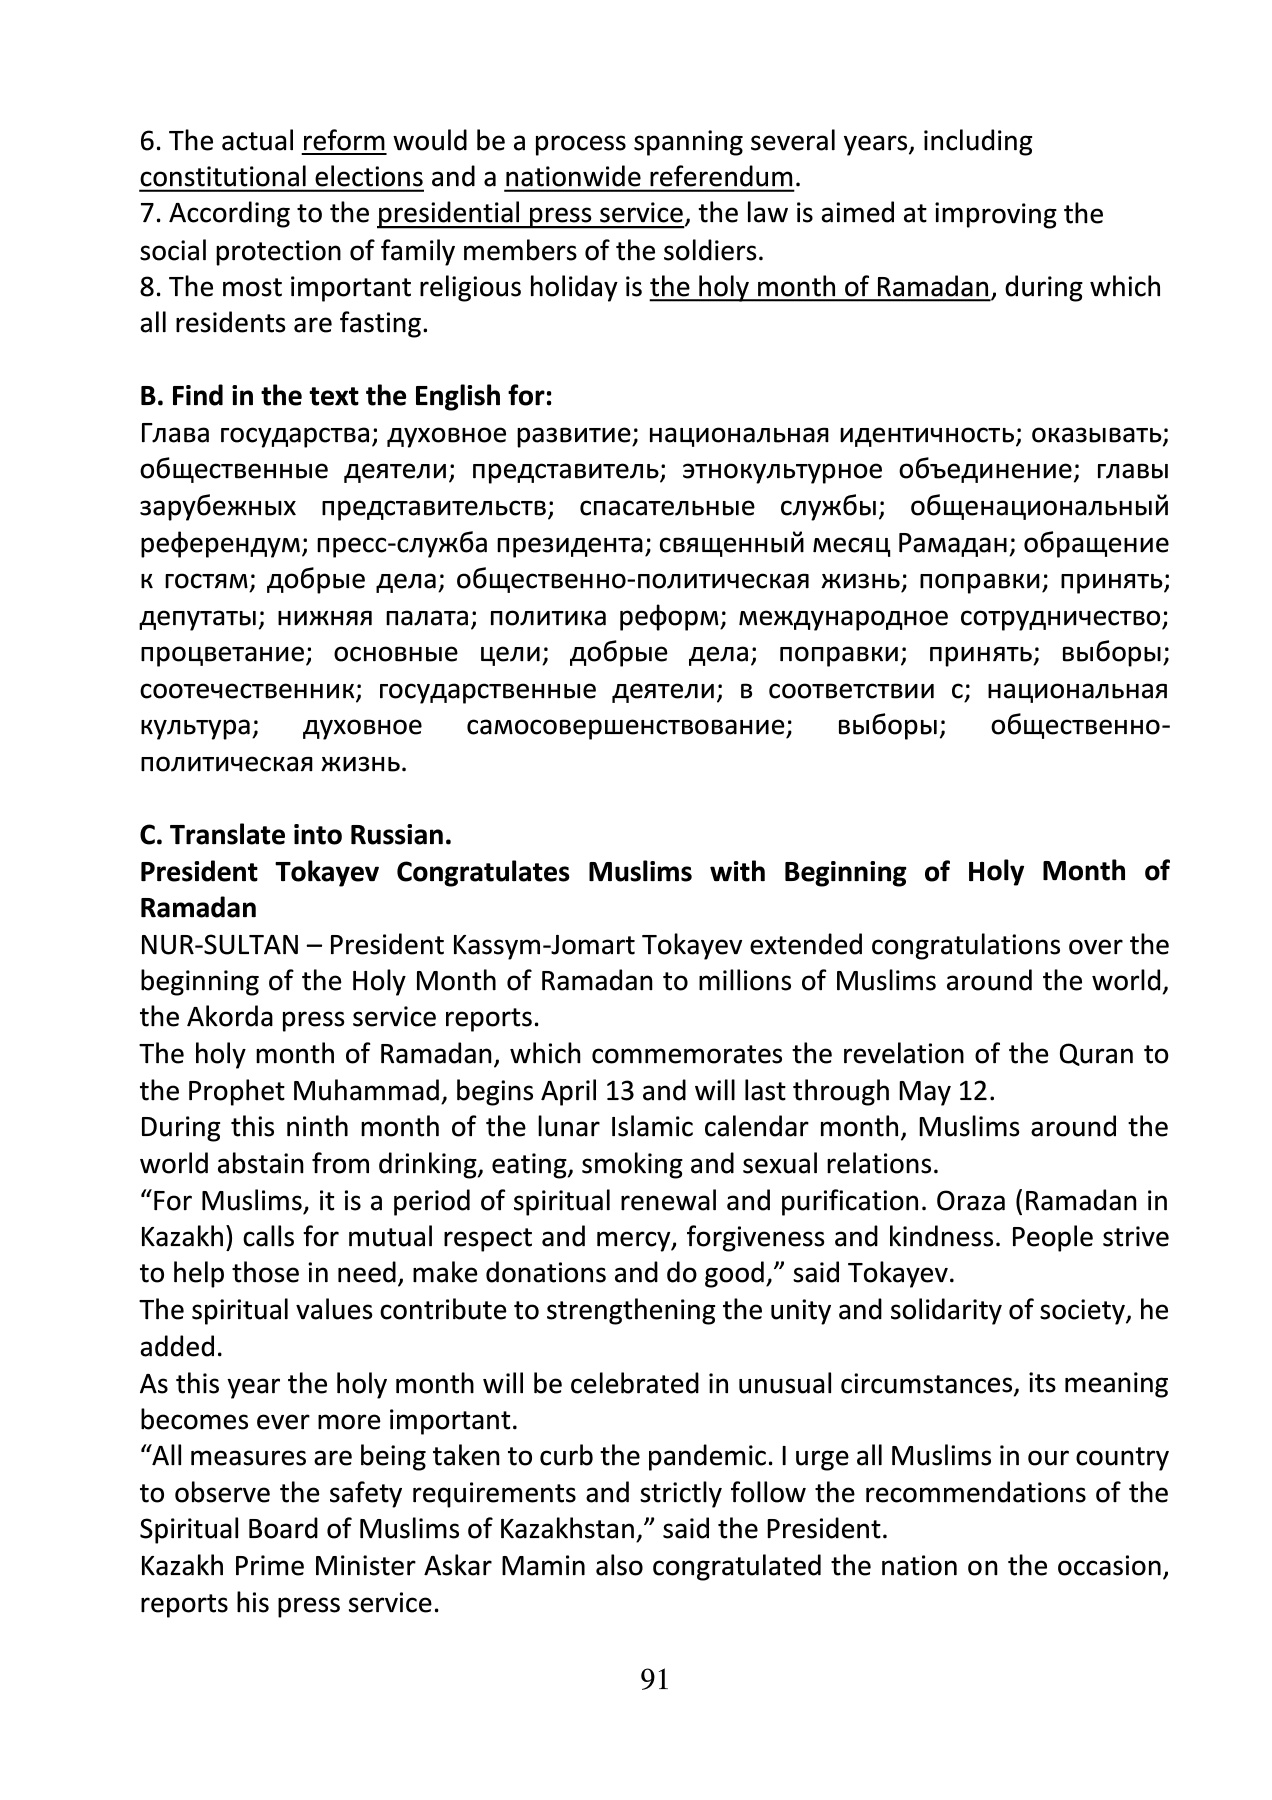 6. The actual reform would be a process spanning several years, including
constitutional elections and a nationwide referendum.
7. According to the presidential press service, the law is aimed at improving the
social protection of family members of the soldiers.
8. The most important religious holiday is the holy month of Ramadan, during which
all residents are fasting.
B. Find in the text the English for:
Глава государства; духовное развитие; национальная идентичность; оказывать;
общественные деятели; представитель; этнокультурное объединение; главы
зарубежных представительств; спасательные службы; общенациональный
референдум; пресс-служба президента; священный месяц Рамадан; обращение
к гостям; добрые дела; общественно-политическая жизнь; поправки; принять;
депутаты; нижняя палата; политика реформ; международное сотрудничество;
процветание; основные цели; добрые дела; поправки; принять; выборы;
соотечественник; государственные деятели; в соответствии с; национальная
культура; духовное самосовершенствование; выборы; общественно-
политическая жизнь.
C. Translate into Russian.
President Tokayev Congratulates Muslims with Beginning of Holy Month of
Ramadan
NUR-SULTAN – President Kassym-Jomart Tokayev extended congratulations over the
beginning of the Holy Month of Ramadan to millions of Muslims around the world,
the Akorda press service reports.
The holy month of Ramadan, which commemorates the revelation of the Quran to
the Prophet Muhammad, begins April 13 and will last through May 12.
During this ninth month of the lunar Islamic calendar month, Muslims around the
world abstain from drinking, eating, smoking and sexual relations.
“For Muslims, it is a period of spiritual renewal and purification. Oraza (Ramadan in
Kazakh) calls for mutual respect and mercy, forgiveness and kindness. People strive
to help those in need, make donations and do good,” said Tokayev.
The spiritual values contribute to strengthening the unity and solidarity of society, he
added.
As this year the holy month will be celebrated in unusual circumstances, its meaning
becomes ever more important.
“All measures are being taken to curb the pandemic. I urge all Muslims in our country
to observe the safety requirements and strictly follow the recommendations of the
Spiritual Board of Muslims of Kazakhstan,” said the President.
Kazakh Prime Minister Askar Mamin also congratulated the nation on the occasion,
reports his press service.
91